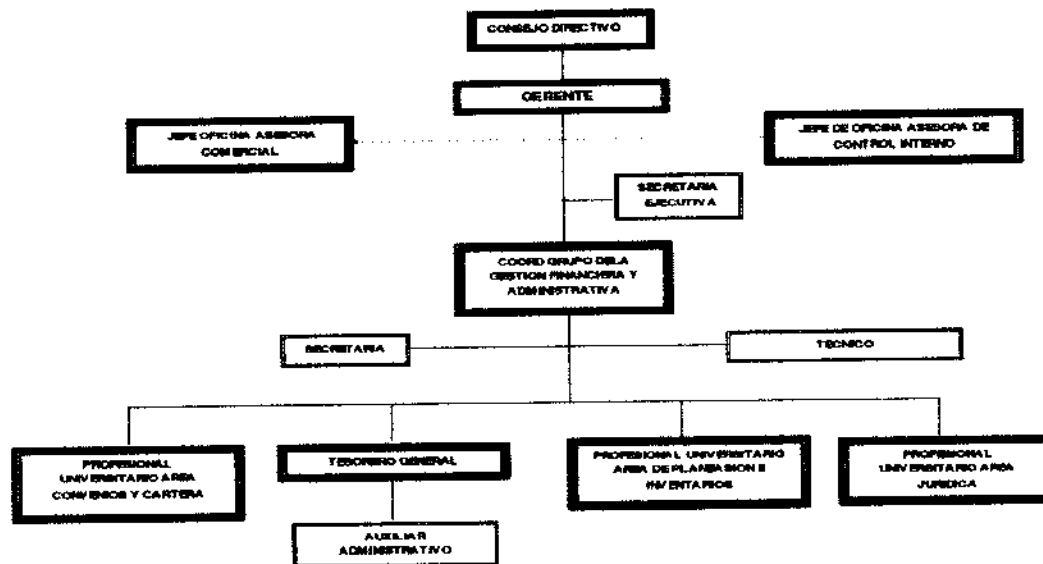 CONSEJO DIRECTIVO
GERENTE
JEFE OFICINA ASESORA
COMERCIAL
JEFE DE OFICINA ASESORA DE
CONTROL INTERNO
SECRETARIA
EJECUTIVA
COORD GRUPO DE LA
GESTION FINANCIERA Y
ADMINISTRATIVA
SECRETARIA
TECNICO
PROFESIONAL
UNIVERSITARIO AREA
CONVENIOS Y CARTERA
TESORERO GENERAL
PROFESIONAL UNIVERSITARIO
AREA DE PLANEASION E
INVENTARIOS
PROFESIONAL
UNIVERSITARIO AREA
JURIDICA
AUXILIAR
ADMINISTRATIVO